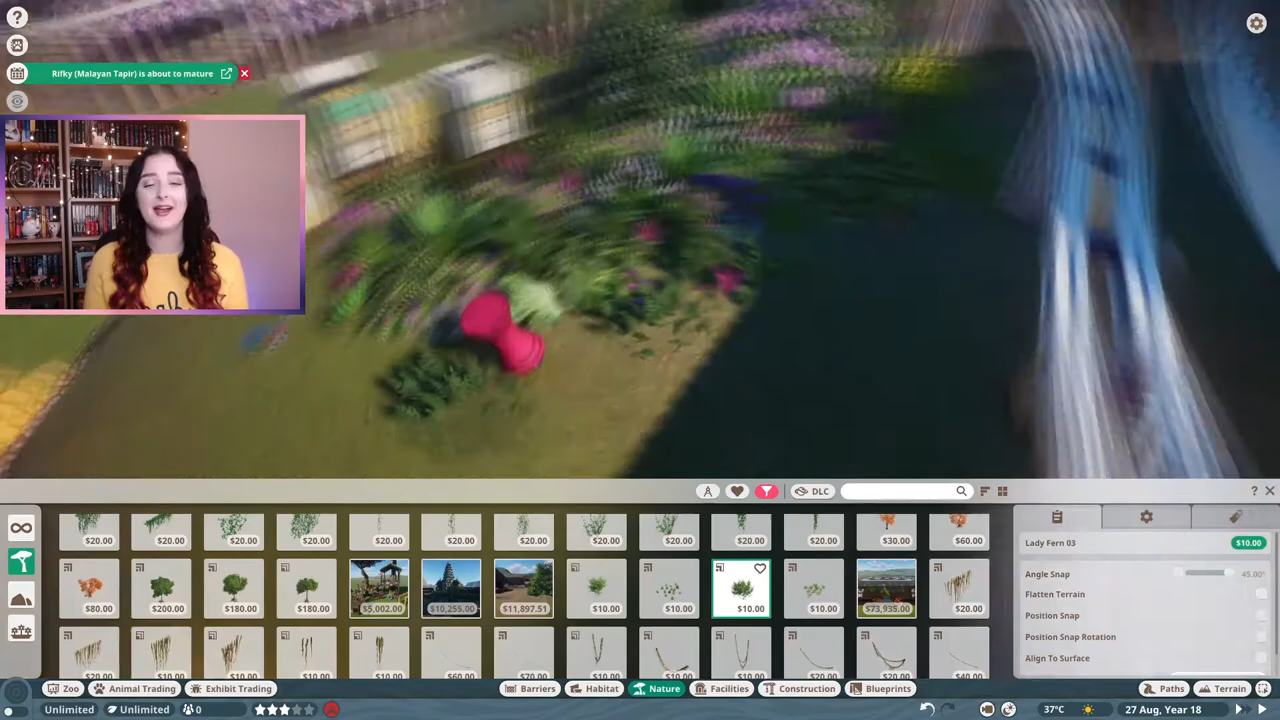 Rifky (Malayan Tapir) is about to mature
DLC
$20.00 $20.00 $20.00 $20.00 $20.00 $20.00 $20.00 $20.00 $20.00 $20.00 $20.00 $30.00 $60.00
$80.00 $200.00 $180.00 $180.00 $5,002.00 $10,255.00 $11,897.51 $10.00 $10.00 $10.00 $10.00 $73,935.00 $20.00
Lady Fern 03 $10.00
Angle Snap 45.00°
Flatten Terrain
Position Snap
Position Snap Rotation
Align To Surface
Zoo Animal Trading Exhibit Trading Barriers Habitat Nature Facilities Construction Blueprints Paths Terrain
Unlimited Unlimited 0 37°C 27 Aug, Year 18